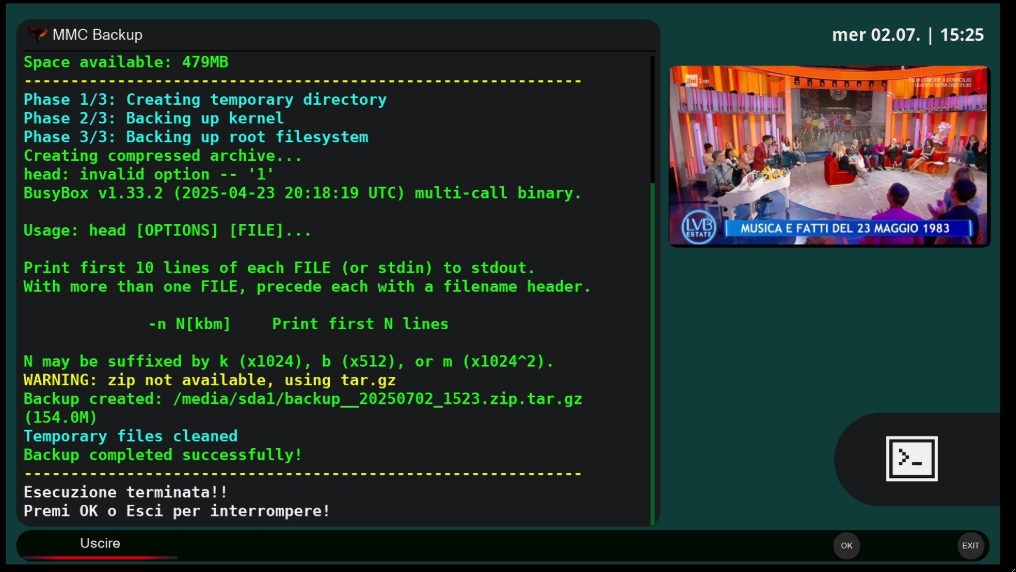 MMC Backup
mer 02.07. | 15:25
Space available: 479MB
------------------------------------------------------------
Phase 1/3: Creating temporary directory
Phase 2/3: Backing up kernel
Phase 3/3: Backing up root filesystem
Creating compressed archive...
head: invalid option -- '1'
BusyBox v1.33.2 (2025-04-23 20:18:19 UTC) multi-call binary.
Usage: head [OPTIONS] [FILE]...
Print first 10 lines of each FILE (or stdin) to stdout.
With more than one FILE, precede each with a filename header.
-n N[kbm] Print first N lines
N may be suffixed by k (x1024), b (x512), or m (x1024^2).
WARNING: zip not available, using tar.gz
Backup created: /media/sda1/backup__20250702_1523.zip.tar.gz
(154.0M)
Temporary files cleaned
Backup completed successfully!
------------------------------------------------------------
Esecuzione terminata!!
Premi OK o Esci per interrompere!
Rai 1 HD
LVB
ESTATE
MUSICA E FATTI DEL 23 MAGGIO 1983
>_
Uscire
OK
EXIT